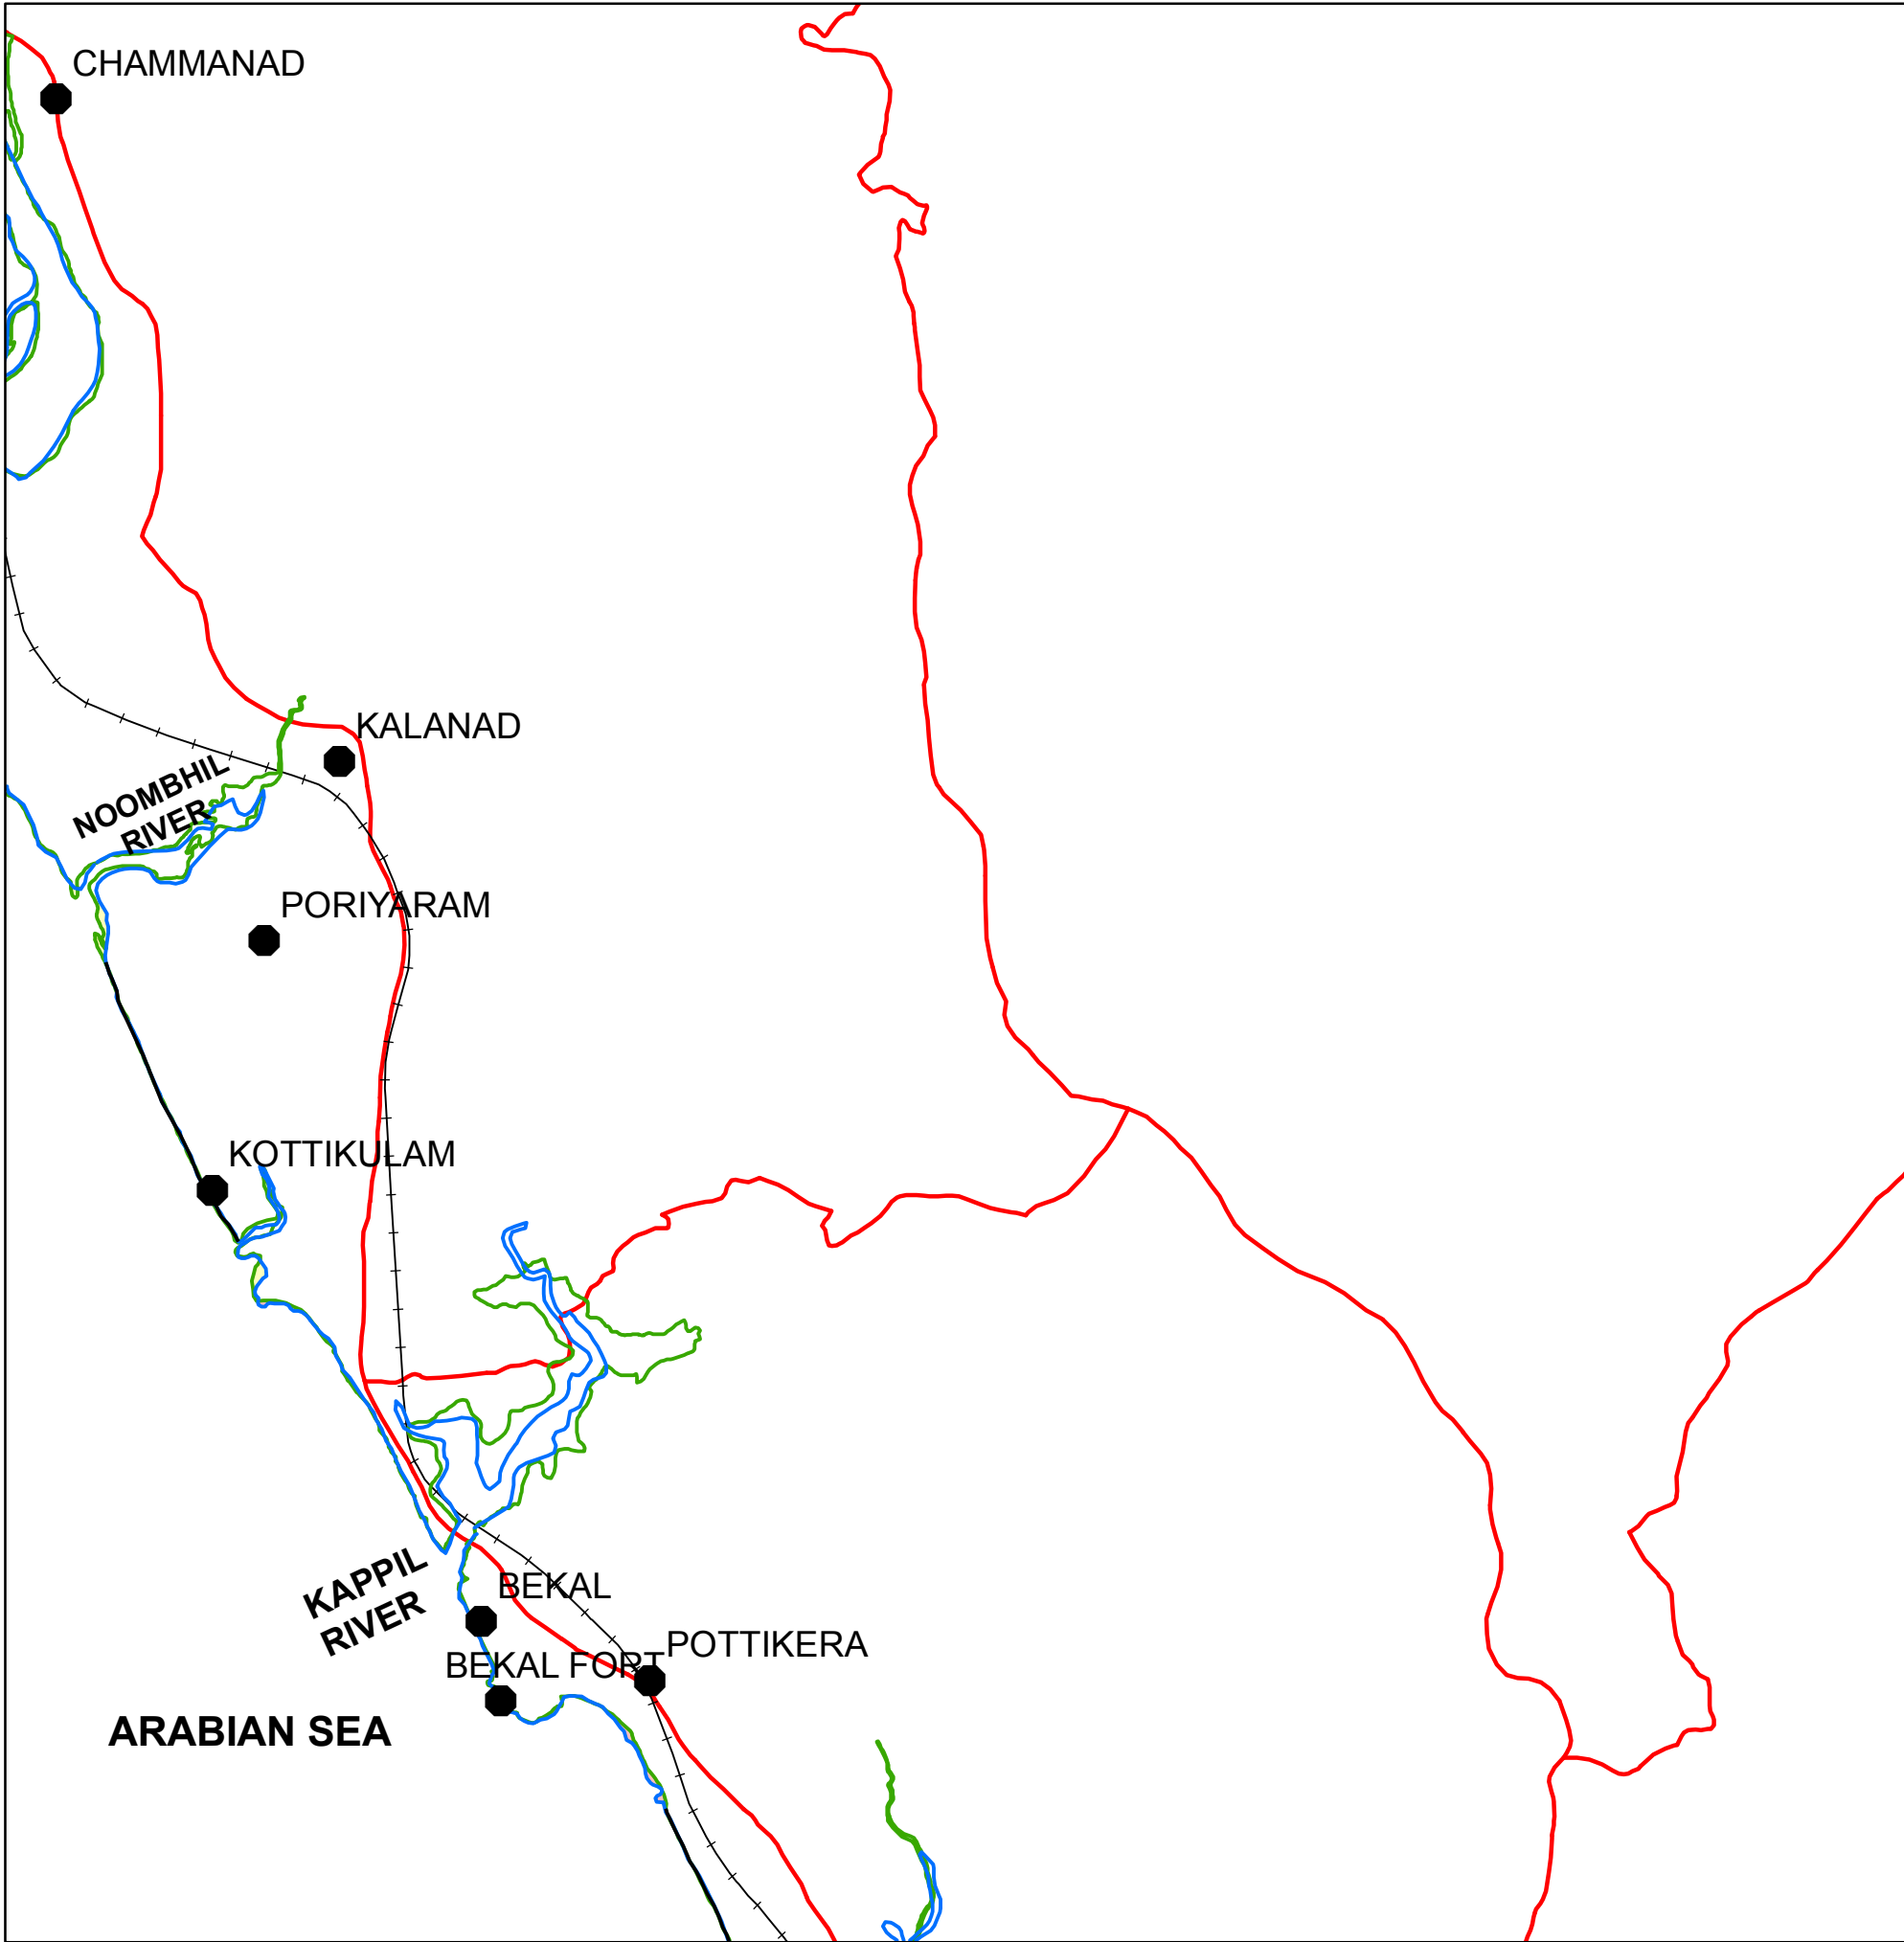 CHAMMANAD
KALANAD
NOOMBHIL
RIVER
PORIYARAM
KOTTIKULAM
KAPPIL
RIVER
BEKAL
POTTIKERA
BEKAL FORT
ARABIAN SEA